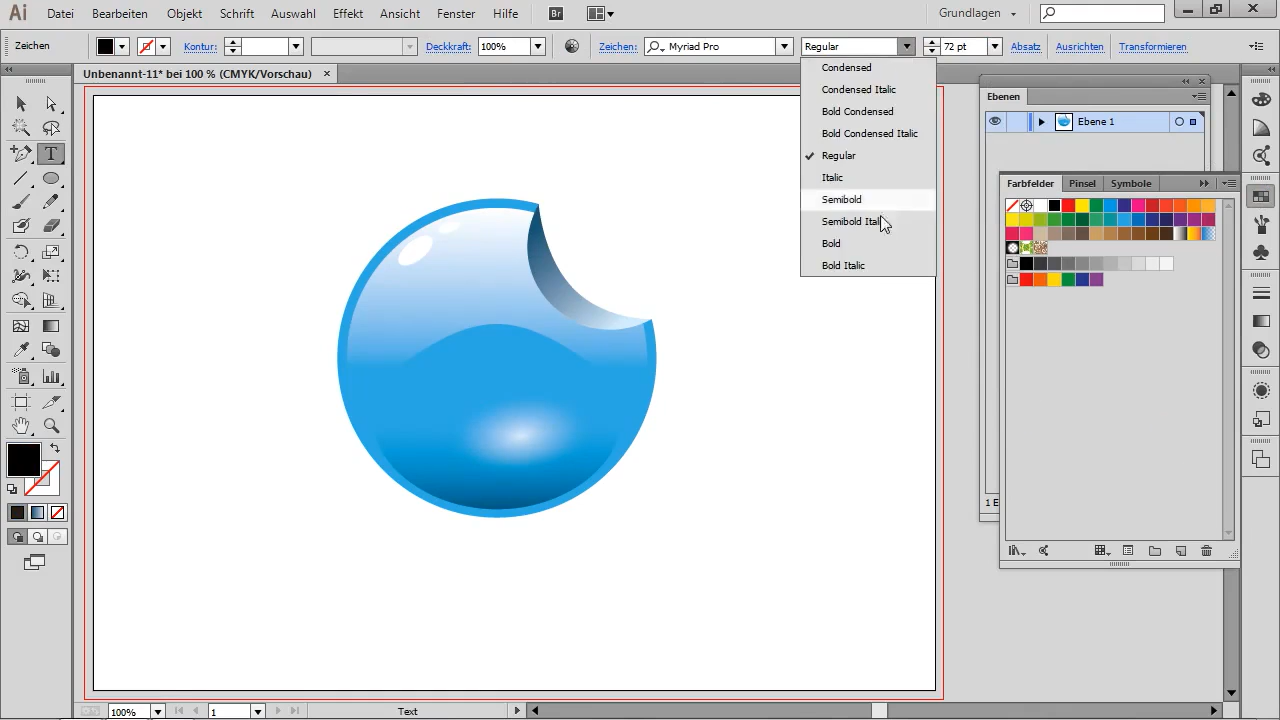 Ai Datei Bearbeiten Objekt Schrift Auswahl Effekt Ansicht Fenster Hilfe Br Grundlagen
Zeichen Kontur: Deckkraft: 100% Zeichen: Myriad Pro Regular 72 pt Absatz Ausrichten Transformieren
Unbenannt-11* bei 100 % (CMYK/Vorschau)
Condensed
Condensed Italic
Bold Condensed
Bold Condensed Italic
Regular
Italic
Semibold
Semibold Italic
Bold
Bold Italic
Ebenen
Ebene 1
Farbfelder Pinsel Symbole
1 E
100% 1 Text